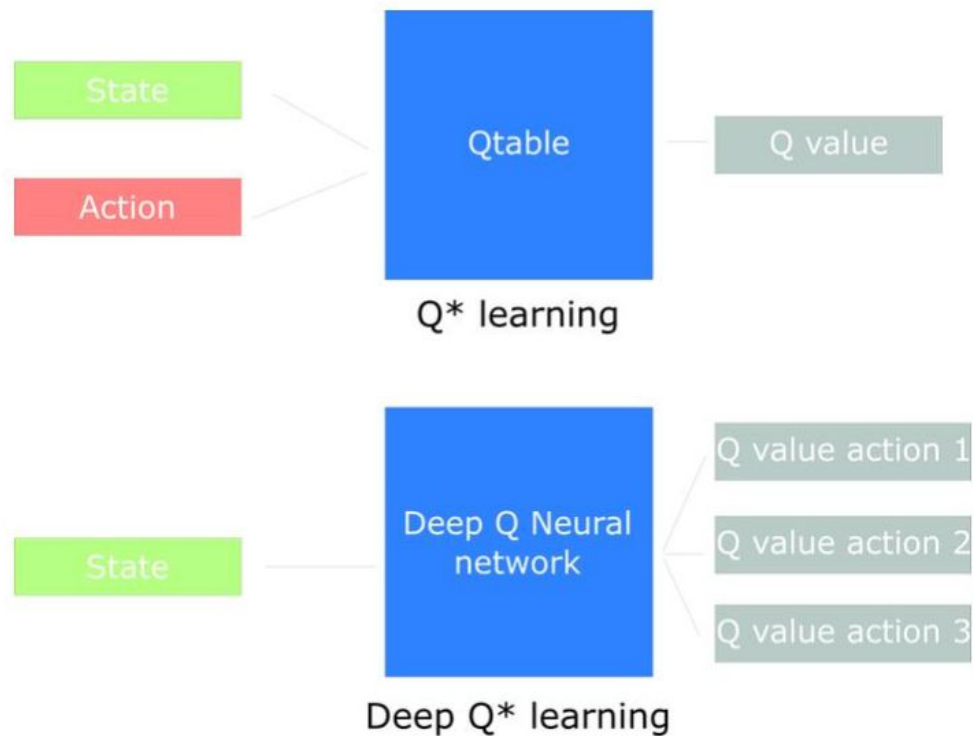 State
Action
Qtable
Q value
Q* learning
State
Deep Q Neural
network
Q value action 1
Q value action 2
Q value action 3
Deep Q* learning